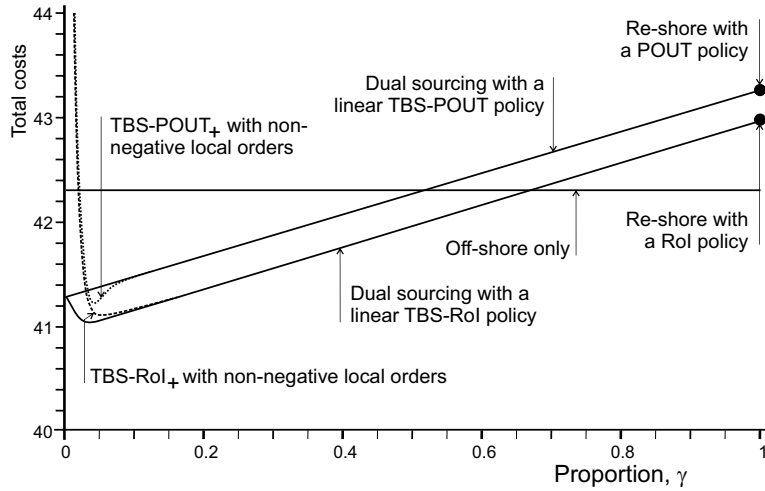 44
43
42
41
40
Total costs
Re-shore with
a POUT policy
Dual sourcing with a
linear TBS-POUT policy
TBS-POUT+ with non-
negative local orders
Off-shore only
Re-shore with
a RoI policy
Dual sourcing with a
linear TBS-RoI policy
TBS-RoI+ with non-negative local orders
0
0.2
0.4
0.6
0.8
1
Proportion, γ